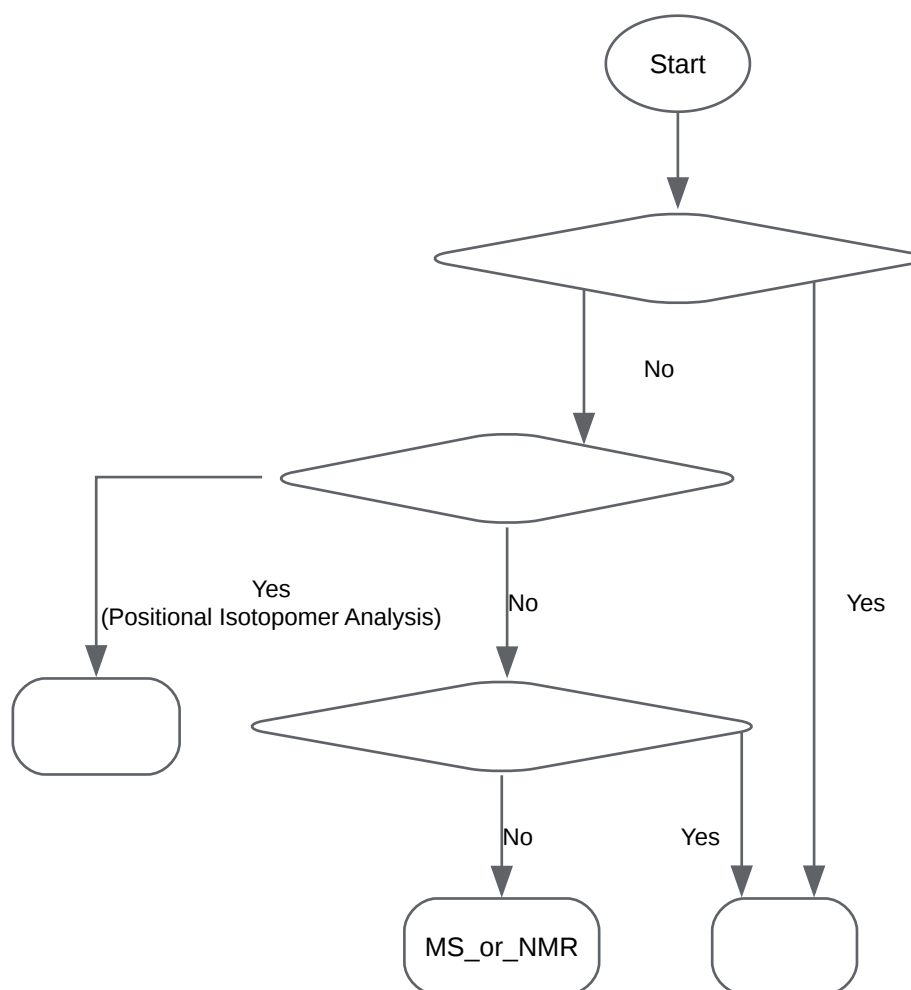 Start
No
Yes
(Positional Isotopomer Analysis)
No
Yes
No
Yes
MS_or_NMR